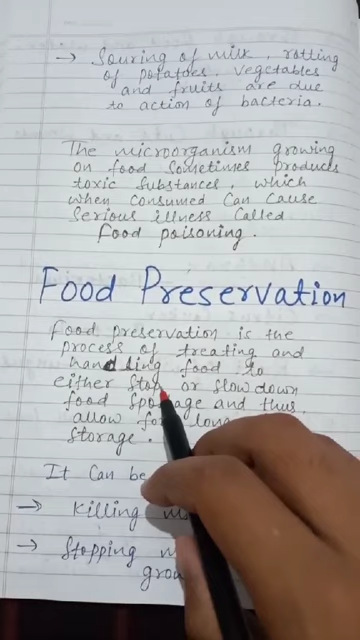 → Souring of milk, rotting
of potatoes. Vegetables
and fruits are due
to action of bacteria.
The microorganism growing
on food sometimes produces
toxic substances, which
when consumed can cause
serious illness called
Food poisoning.
Food Preservation
Food preservation is the
process of treating and
handling food to
either stop or slow down
food and thus
allow for
storage.
It can be
→ Killing
→ Stopping